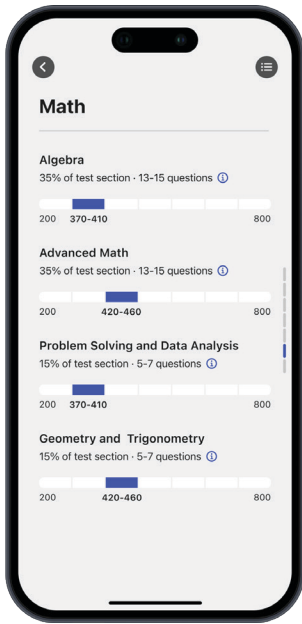 Math
Algebra
35% of test section · 13-15 questions
200 370-410 800
Advanced Math
35% of test section · 13-15 questions
200 420-460 800
Problem Solving and Data Analysis
15% of test section · 5-7 questions
200 370-410 800
Geometry and Trigonometry
15% of test section · 5-7 questions
200 420-460 800